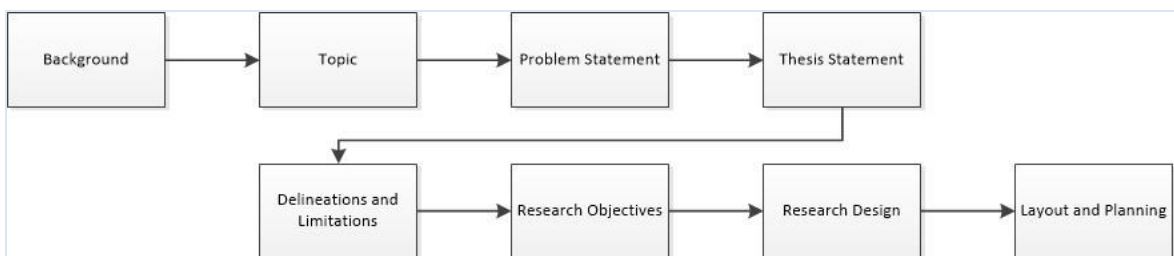 Background
Topic
Problem Statement
Thesis Statement
Delineations and
Limitations
Research Objectives
Research Design
Layout and Planning